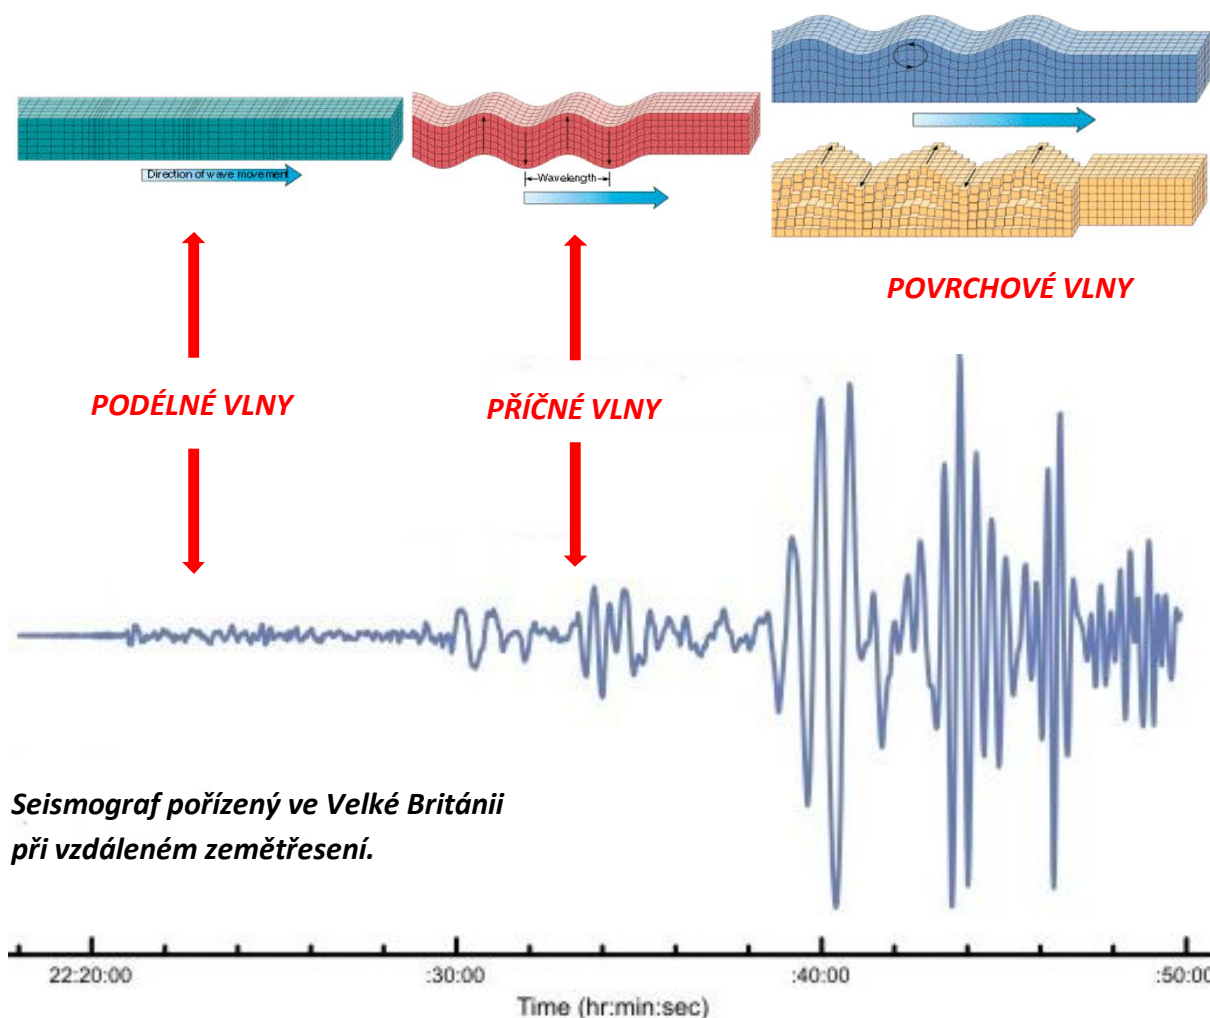 Direction of wave movement
Wavelength
POVRCHOVÉ VLNY
PODÉLNÉ VLNY
PŘÍČNÉ VLNY
Seismograf pořízený ve Velké Británii
při vzdáleném zemětřesení.
22:20:00 :30:00 :40:00 :50:00
Time (hr:min:sec)